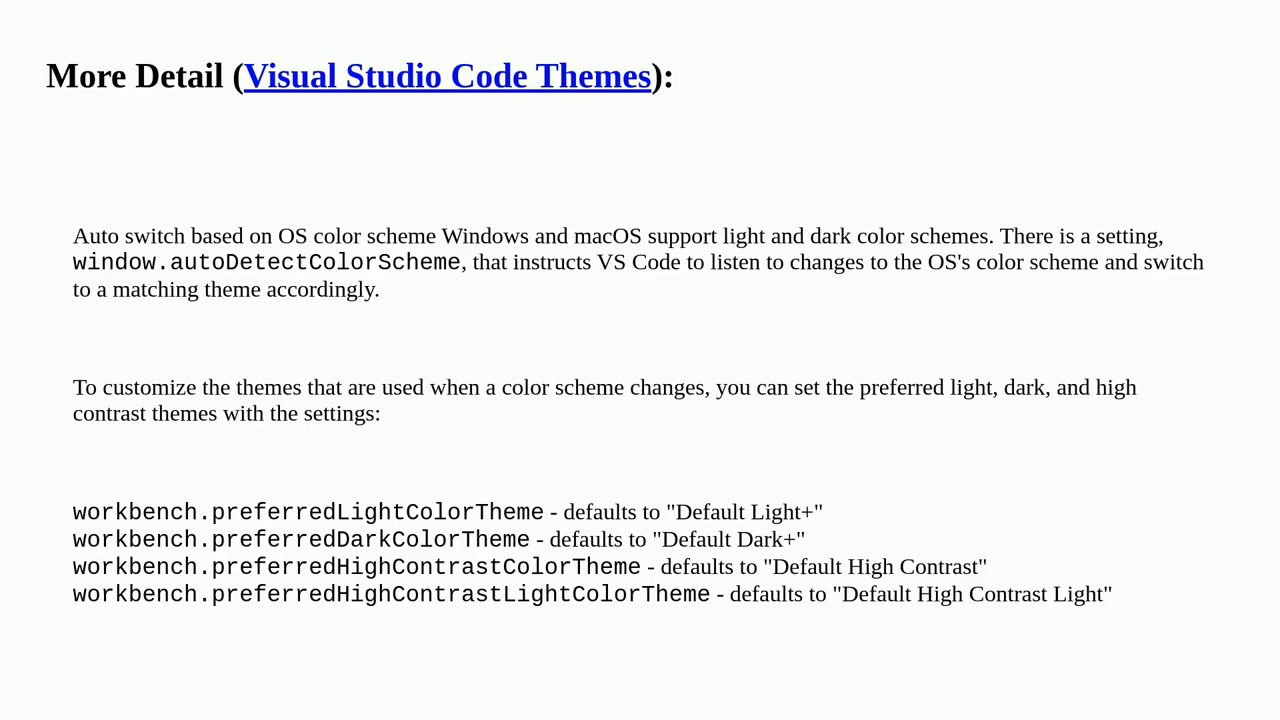 More Detail (Visual Studio Code Themes):
Auto switch based on OS color scheme Windows and macOS support light and dark color schemes. There is a setting,
window.autoDetectColorScheme, that instructs VS Code to listen to changes to the OS's color scheme and switch
to a matching theme accordingly.
To customize the themes that are used when a color scheme changes, you can set the preferred light, dark, and high
contrast themes with the settings:
workbench.preferredLightColorTheme - defaults to "Default Light+"
workbench.preferredDarkColorTheme - defaults to "Default Dark+"
workbench.preferredHighContrastColorTheme - defaults to "Default High Contrast"
workbench.preferredHighContrastLightColorTheme - defaults to "Default High Contrast Light"